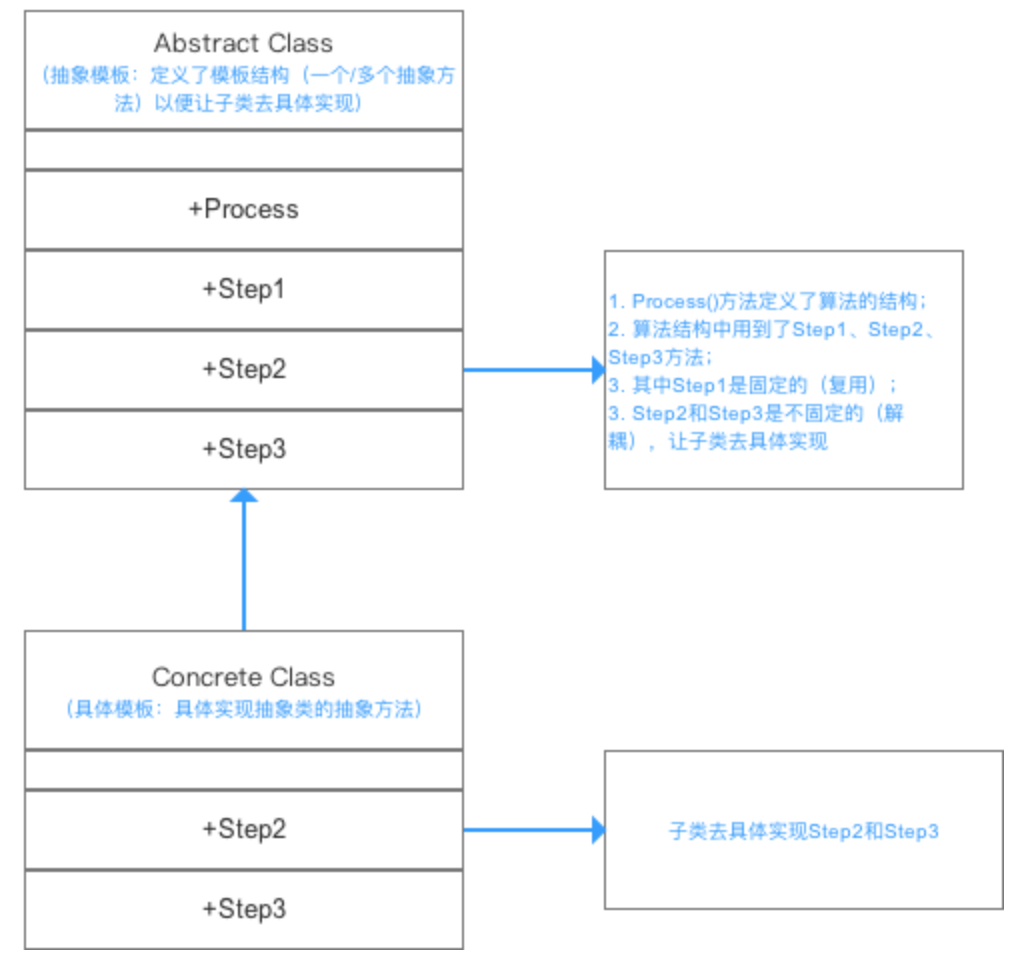 Abstract Class
（抽象模板：定义了模板结构（一个/多个抽象方
法）以便让子类去具体实现）
+Process
+Step1
+Step2
+Step3
1. Process()方法定义了算法的结构；
2. 算法结构中用到了Step1、Step2、
Step3方法；
3. 其中Step1是固定的（复用）；
3. Step2和Step3是不固定的（解
耦），让子类去具体实现
Concrete Class
（具体模板：具体实现抽象类的抽象方法）
+Step2
+Step3
子类去具体实现Step2和Step3